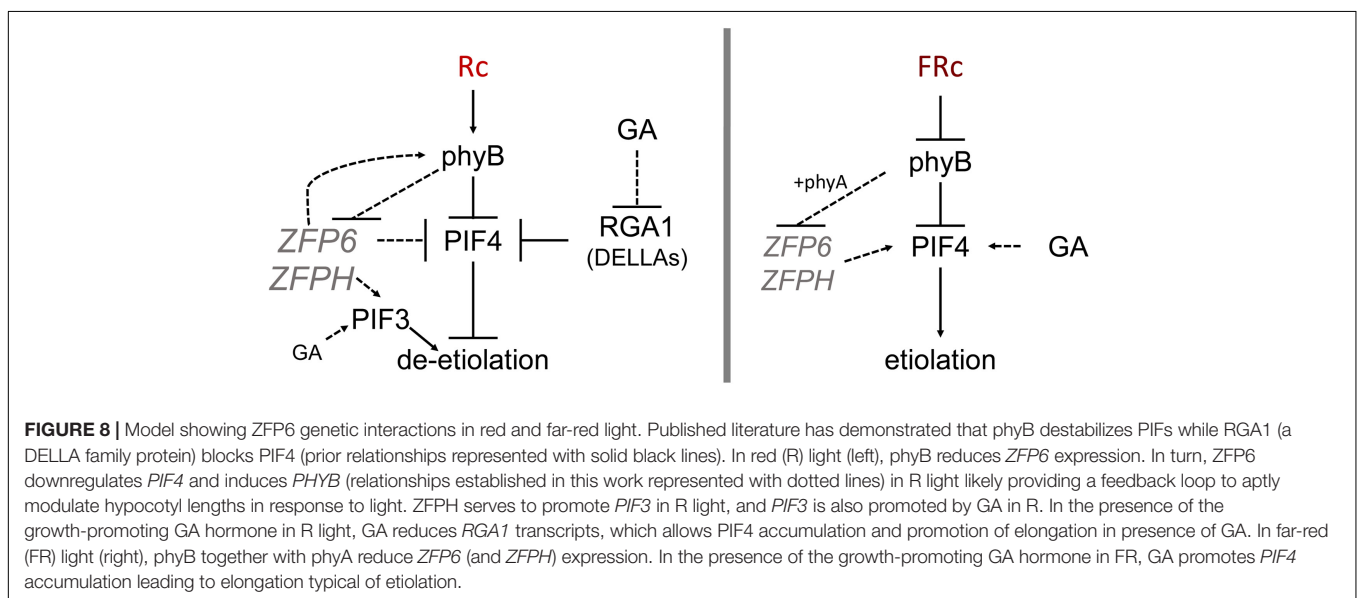 Rc
GA
phyB
ZFP6
ZFPH
PIF4
RGA1
(DELLAs)
PIF3
GA
de-etiolation
FRc
phyB
+phyA
ZFP6
ZFPH
PIF4
GA
etiolation
FIGURE 8 | Model showing ZFP6 genetic interactions in red and far-red light. Published literature has demonstrated that phyB destabilizes PIFs while RGA1 (a
DELLA family protein) blocks PIF4 (prior relationships represented with solid black lines). In red (R) light (left), phyB reduces ZFP6 expression. In turn, ZFP6
downregulates PIF4 and induces PHYB (relationships established in this work represented with dotted lines) in R light likely providing a feedback loop to aptly
modulate hypocotyl lengths in response to light. ZFPH serves to promote PIF3 in R light, and PIF3 is also promoted by GA in R. In the presence of the
growth-promoting GA hormone in R light, GA reduces RGA1 transcripts, which allows PIF4 accumulation and promotion of elongation in presence of GA. In far-red
(FR) light (right), phyB together with phyA reduce ZFP6 (and ZFPH) expression. In the presence of the growth-promoting GA hormone in FR, GA promotes PIF4
accumulation leading to elongation typical of etiolation.